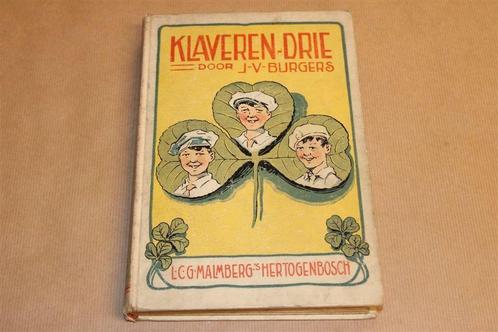 KLAVEREN-DRIE
DOOR J-V-BURGERS
L.C.G. MALMBERG-'S HERTOGENBOSCH